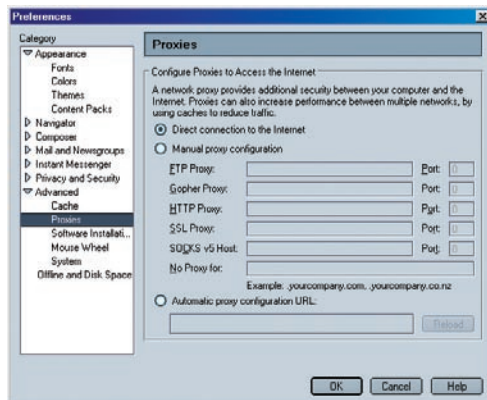 Preferences
Category
Appearance
Fonts
Colors
Themes
Content Packs
Navigator
Composer
Mail and Newsgroups
Instant Messenger
Privacy and Security
Advanced
Cache
Proxies
Software Installati...
Mouse Wheel
System
Offline and Disk Space
Proxies
Configure Proxies to Access the Internet
A network proxy provides additional security between your computer and the
Internet. Proxies can also increase performance between multiple networks, by
using caches to reduce traffic.
Direct connection to the Internet
Manual proxy configuration
FTP Proxy: Port: 0
Gopher Proxy: Port: 0
HTTP Proxy: Port: 0
SSL Proxy: Port: 0
SOCKS v5 Host: Port: 0
No Proxy for:
Example: .yourcompany.com, .yourcompany.co.nz
Automatic proxy configuration URL:
Reload
OK Cancel Help